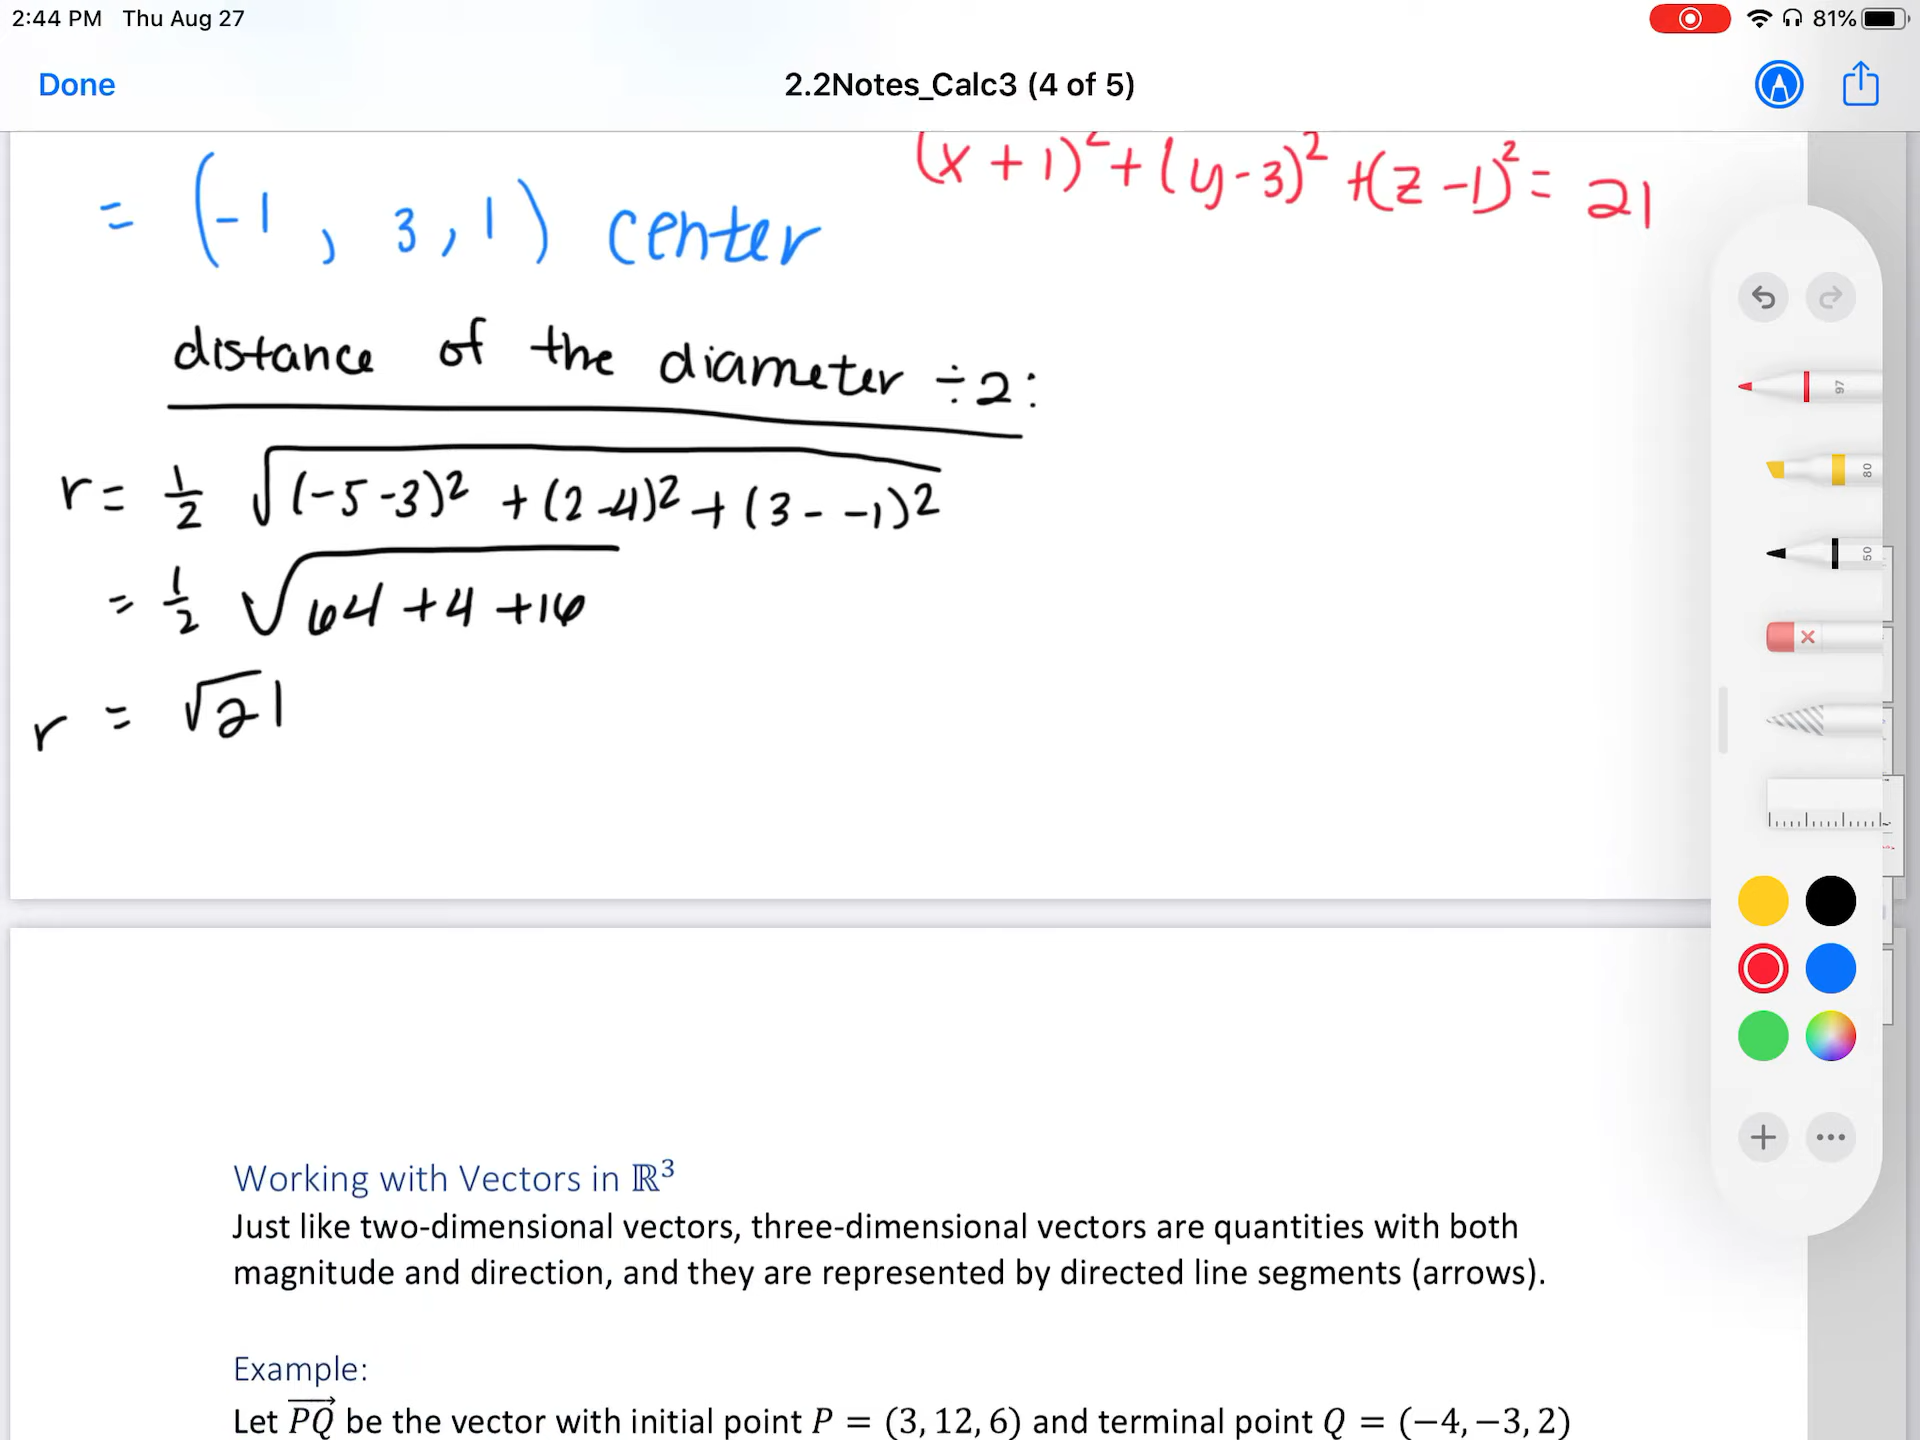 2:44 PM Thu Aug 27
81%
Done
2.2Notes_Calc3 (4 of 5)
(x + 1)² + (y - 3)² + (z - 1)² = 21
= (-1, 3, 1) center
distance of the diameter ÷ 2:
r = 1/2 √((-5 - 3)² + (2 - 4)² + (3 - -1)²)
= 1/2 √(64 + 4 + 16)
r = √21
97
80
50
Working with Vectors in ℝ³
Just like two-dimensional vectors, three-dimensional vectors are quantities with both
magnitude and direction, and they are represented by directed line segments (arrows).
Example:
Let P͞Q⃗ be the vector with initial point P = (3, 12, 6) and terminal point Q = (−4, −3, 2)